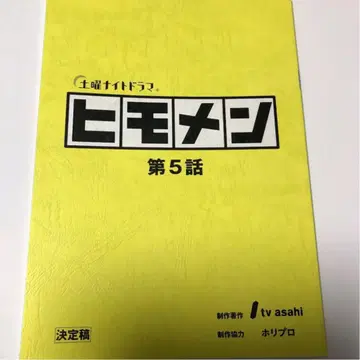 土曜ナイトドラマ
ヒモメン
第5話
制作著作 tv asahi
制作協力 ホリプロ
決定稿